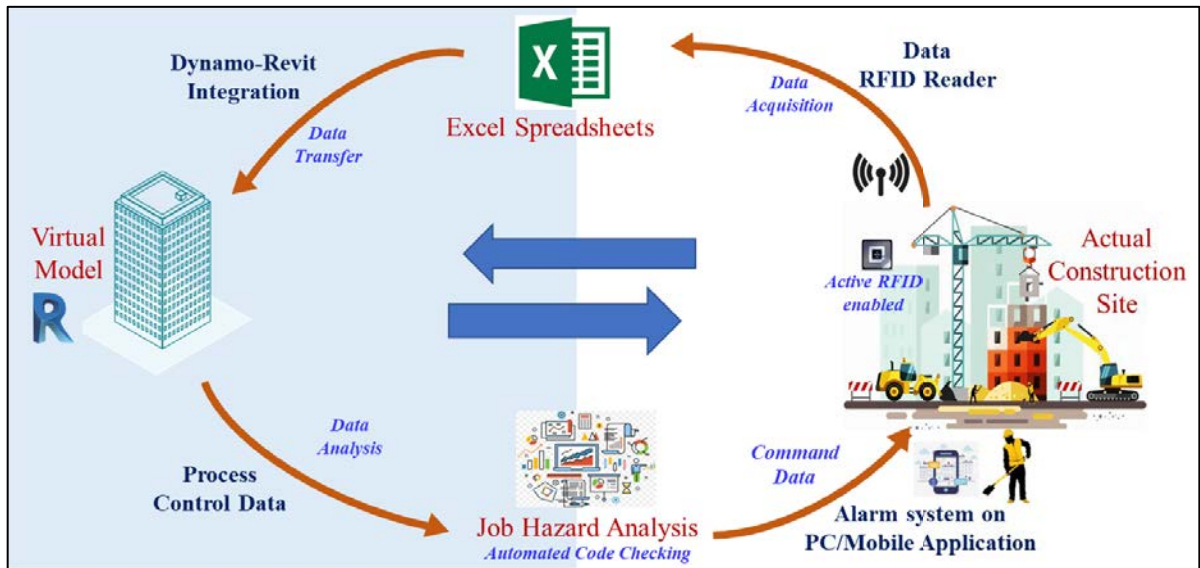 Dynamo-Revit
Integration
Data
Transfer
X
Excel Spreadsheets
Data
RFID Reader
Data
Acquisition
Virtual
Model
R
Active RFID
enabled
Actual
Construction
Site
Data
Analysis
Process
Control Data
Job Hazard Analysis
Automated Code Checking
Command
Data
Alarm system on
PC/Mobile Application